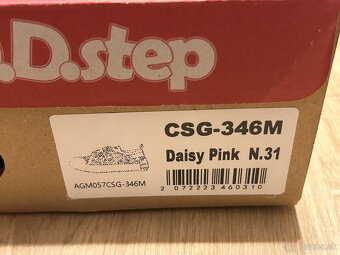 .D.step
CSG-346M
Daisy Pink N.31
AGM057CSG-346M
2 072223 460310